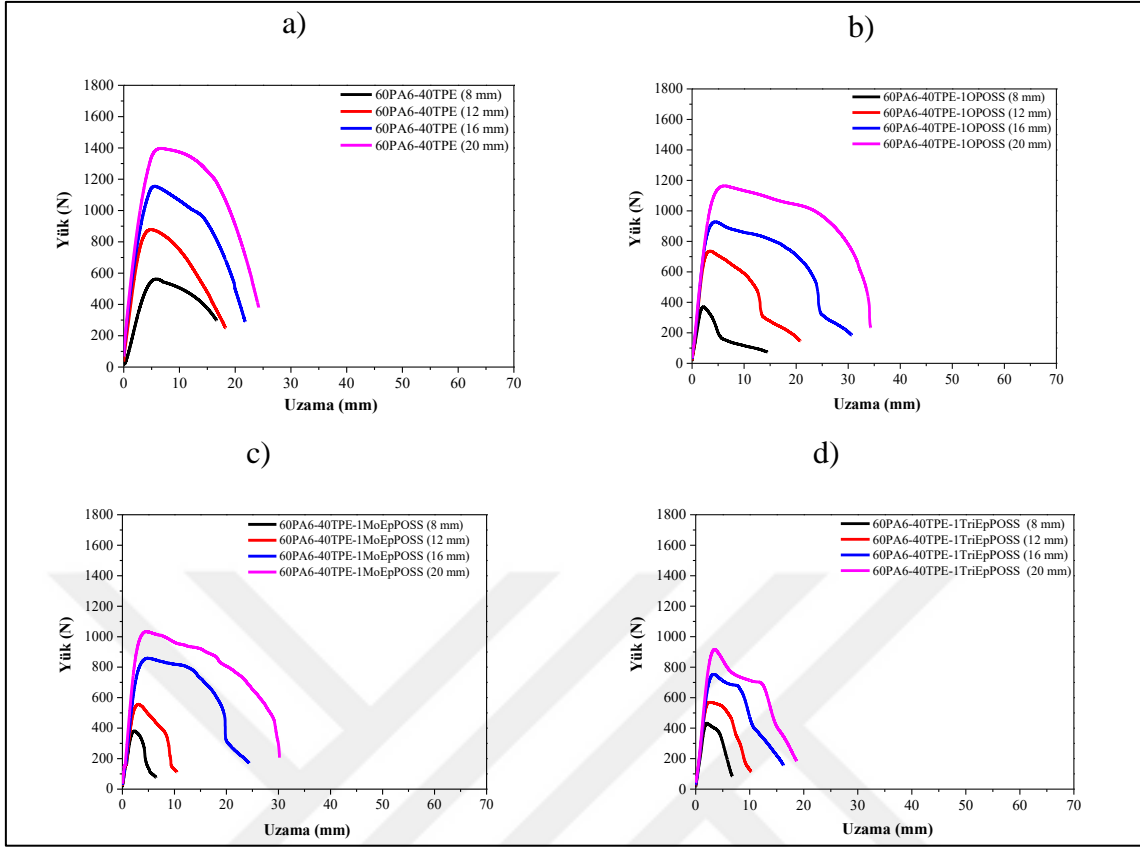 a)
60PA6-40TPE (8 mm)
60PA6-40TPE (12 mm)
60PA6-40TPE (16 mm)
60PA6-40TPE (20 mm)
Yük (N)
1800
1600
1400
1200
1000
800
600
400
200
0
0 10 20 30 40 50 60 70
Uzama (mm)
b)
60PA6-40TPE-1OPOSS (8 mm)
60PA6-40TPE-1OPOSS (12 mm)
60PA6-40TPE-1OPOSS (16 mm)
60PA6-40TPE-1OPOSS (20 mm)
Yük (N)
1800
1600
1400
1200
1000
800
600
400
200
0
0 10 20 30 40 50 60 70
Uzama (mm)
c)
60PA6-40TPE-1MoEpPOSS (8 mm)
60PA6-40TPE-1MoEpPOSS (12 mm)
60PA6-40TPE-1MoEpPOSS (16 mm)
60PA6-40TPE-1MoEpPOSS (20 mm)
Yük (N)
1800
1600
1400
1200
1000
800
600
400
200
0
0 10 20 30 40 50 60 70
Uzama (mm)
d)
60PA6-40TPE-1TriEpPOSS (8 mm)
60PA6-40TPE-1TriEpPOSS (12 mm)
60PA6-40TPE-1TriEpPOSS (16 mm)
60PA6-40TPE-1TriEpPOSS (20 mm)
Yük (N)
1800
1600
1400
1200
1000
800
600
400
200
0
0 10 20 30 40 50 60 70
Uzama (mm)